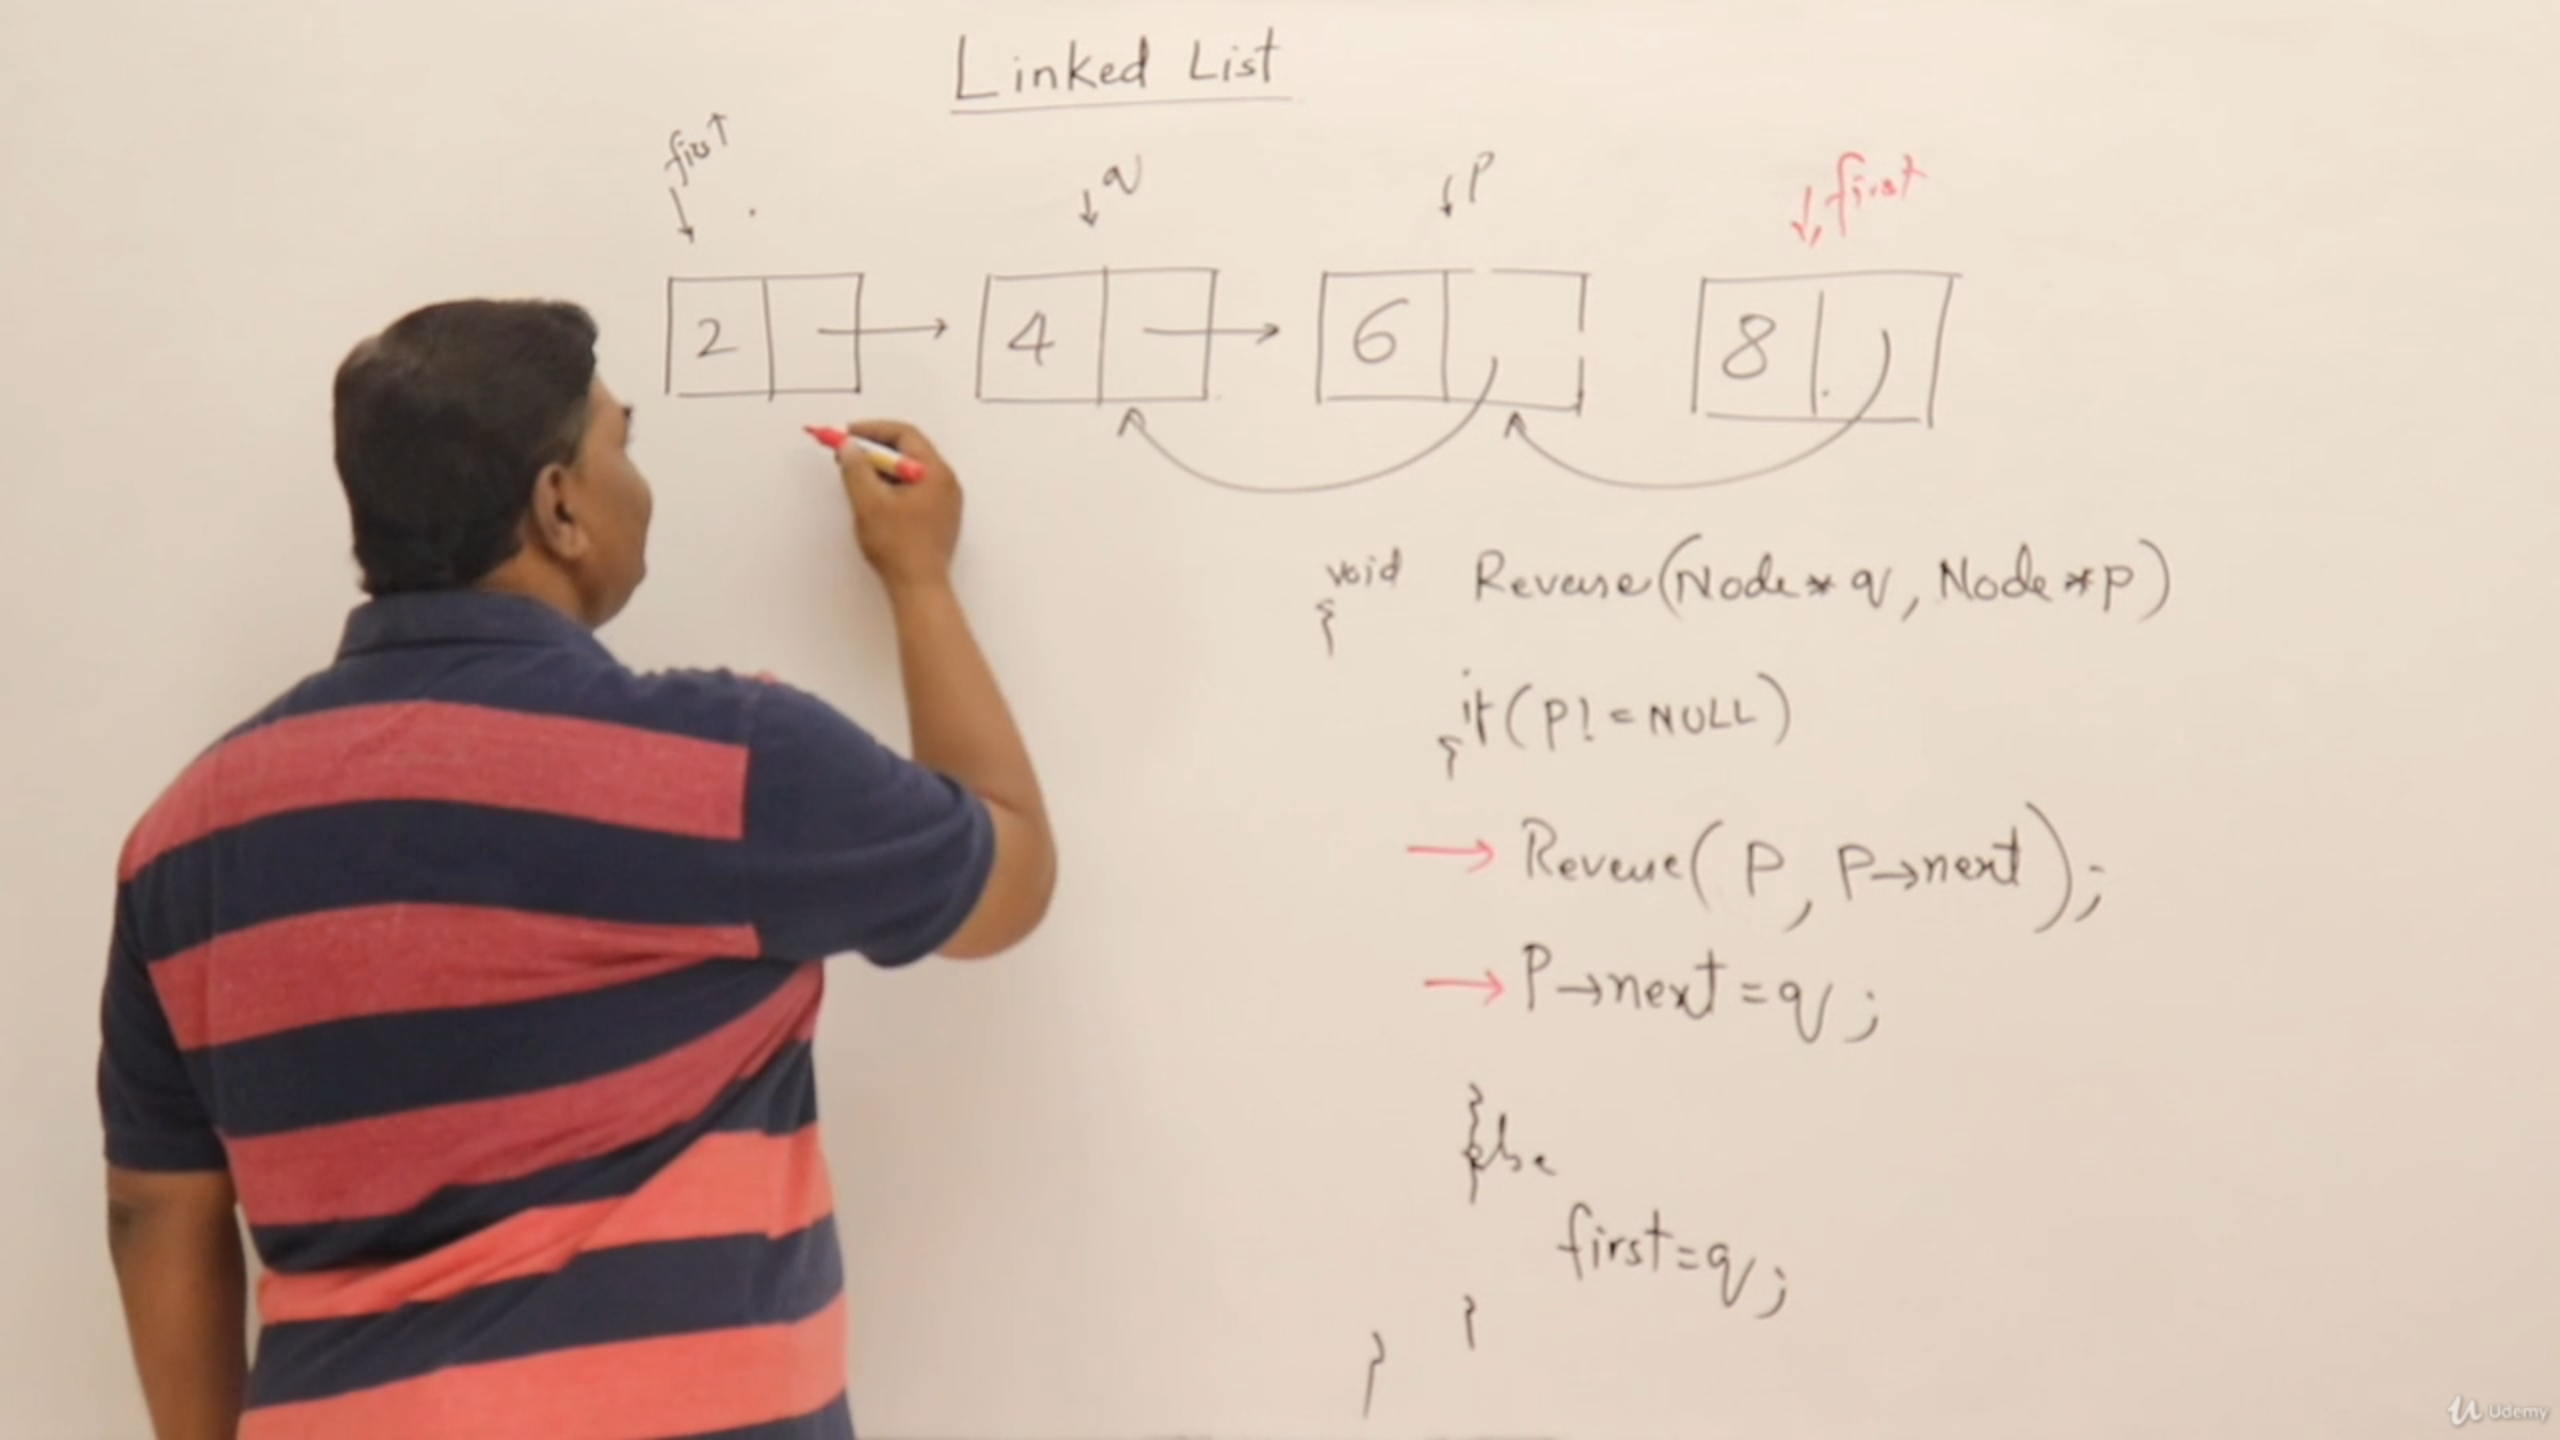 Linked List
first q p first
2 4 6 8
void Reverse(Node* q, Node*p)
{
if(P!=NULL)
{
Reverse(P, P→next);
P→next=q;
}
else
{
first=q;
}
}
Udemy